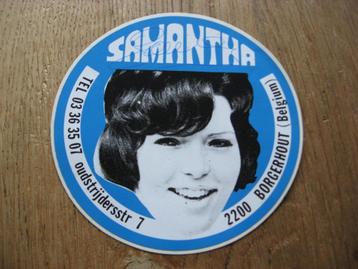 SAMANTHA
TEL 03 36 35 07 oudstrijdersstr 7
2200 BORGERHOUT (Belgium)